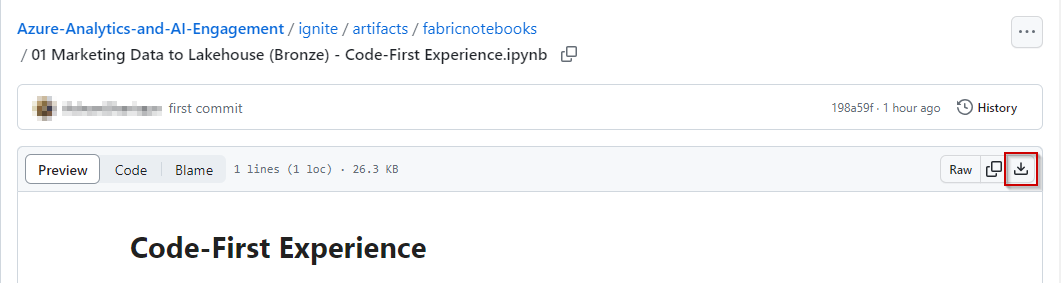 Azure-Analytics-and-AI-Engagement / ignite / artifacts / fabricnotebooks
/ 01 Marketing Data to Lakehouse (Bronze) - Code-First Experience.ipynb
first commit 198a59f · 1 hour ago History
Preview Code Blame 1 lines (1 loc) · 26.3 KB Raw
Code-First Experience